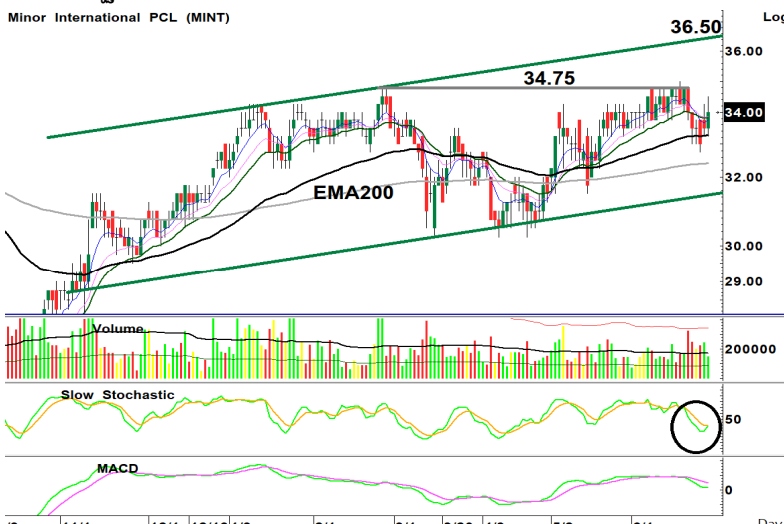 Minor International PCL (MINT)
Log
36.50
36.00
34.75
34.00
32.00
EMA200
30.00
29.00
Volume
200000
Slow Stochastic
50
MACD
0